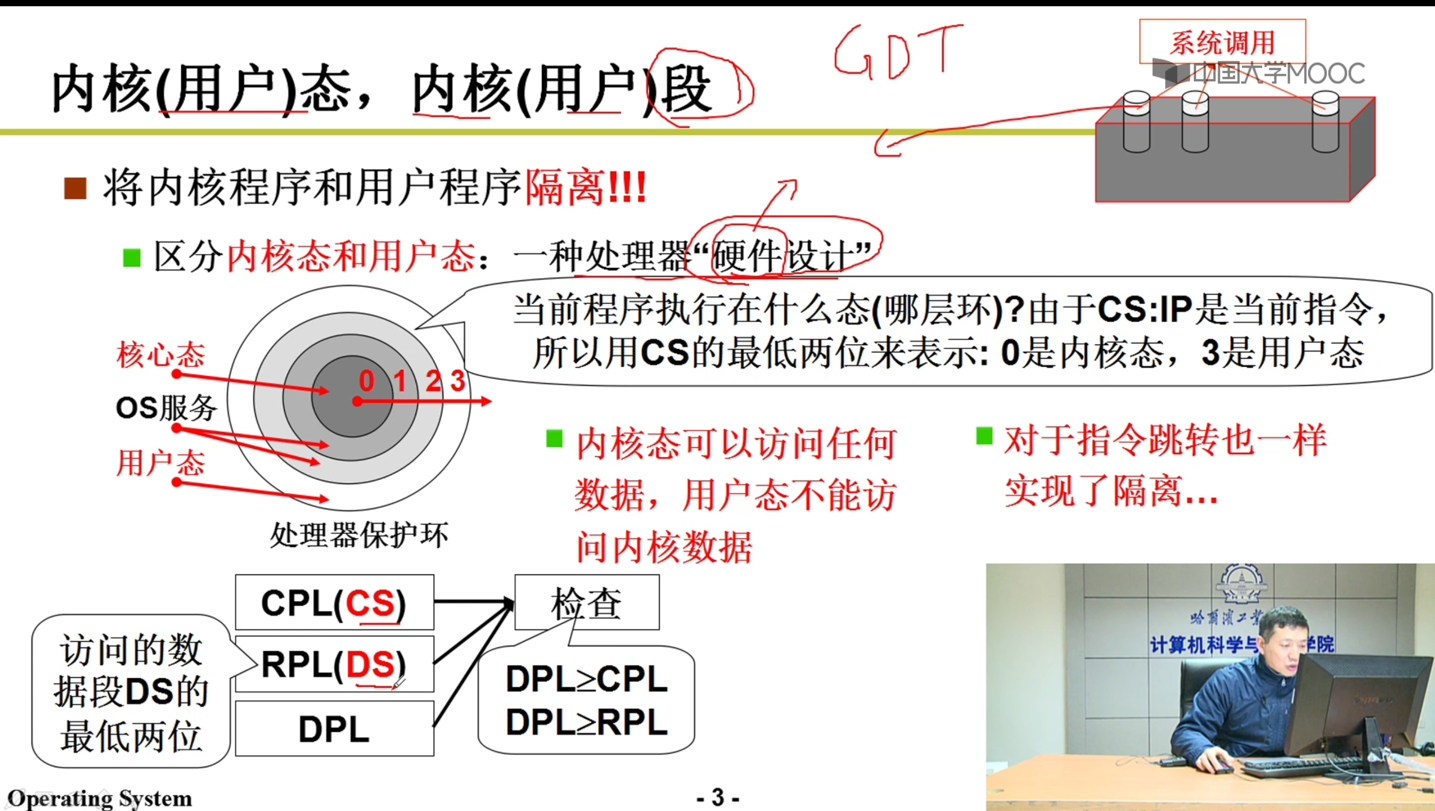 GDT
系统调用
中国大学MOOC
内核(用户)态，内核(用户)段
将内核程序和用户程序隔离!!!
区分内核态和用户态：一种处理器“硬件设计”
当前程序执行在什么态(哪层环)?由于CS:IP是当前指令，
所以用CS的最低两位来表示: 0是内核态，3是用户态
核心态
OS服务
用户态
0 1 2 3
处理器保护环
内核态可以访问任何
数据，用户态不能访
问内核数据
对于指令跳转也一样
实现了隔离…
访问的数
据段DS的
最低两位
CPL(CS)
RPL(DS)
DPL
检查
DPL≥CPL
DPL≥RPL
哈尔滨工业
计算机科学与
学院
Operating System
- 3 -